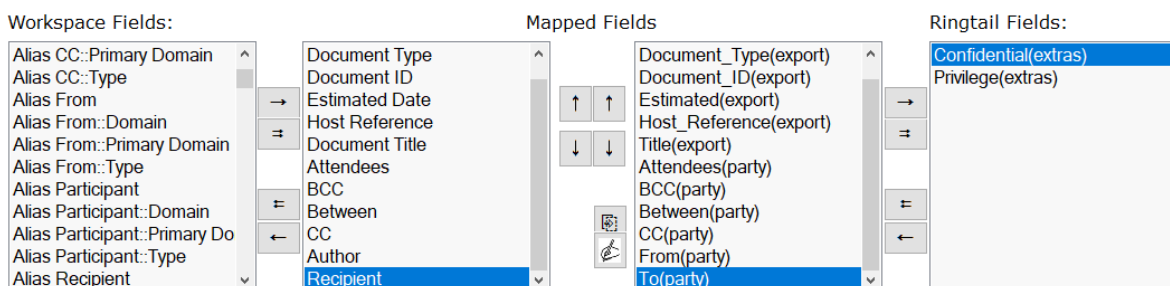 Workspace Fields:
Mapped Fields
Ringtail Fields:
Alias CC::Primary Domain
Alias CC::Type
Alias From
Alias From::Domain
Alias From::Primary Domain
Alias From::Type
Alias Participant
Alias Participant::Domain
Alias Participant::Primary Do
Alias Participant::Type
Alias Recipient
Document Type
Document ID
Estimated Date
Host Reference
Document Title
Attendees
BCC
Between
CC
Author
Recipient
Document_Type(export)
Document_ID(export)
Estimated(export)
Host_Reference(export)
Title(export)
Attendees(party)
BCC(party)
Between(party)
CC(party)
From(party)
To(party)
Confidential(extras)
Privilege(extras)